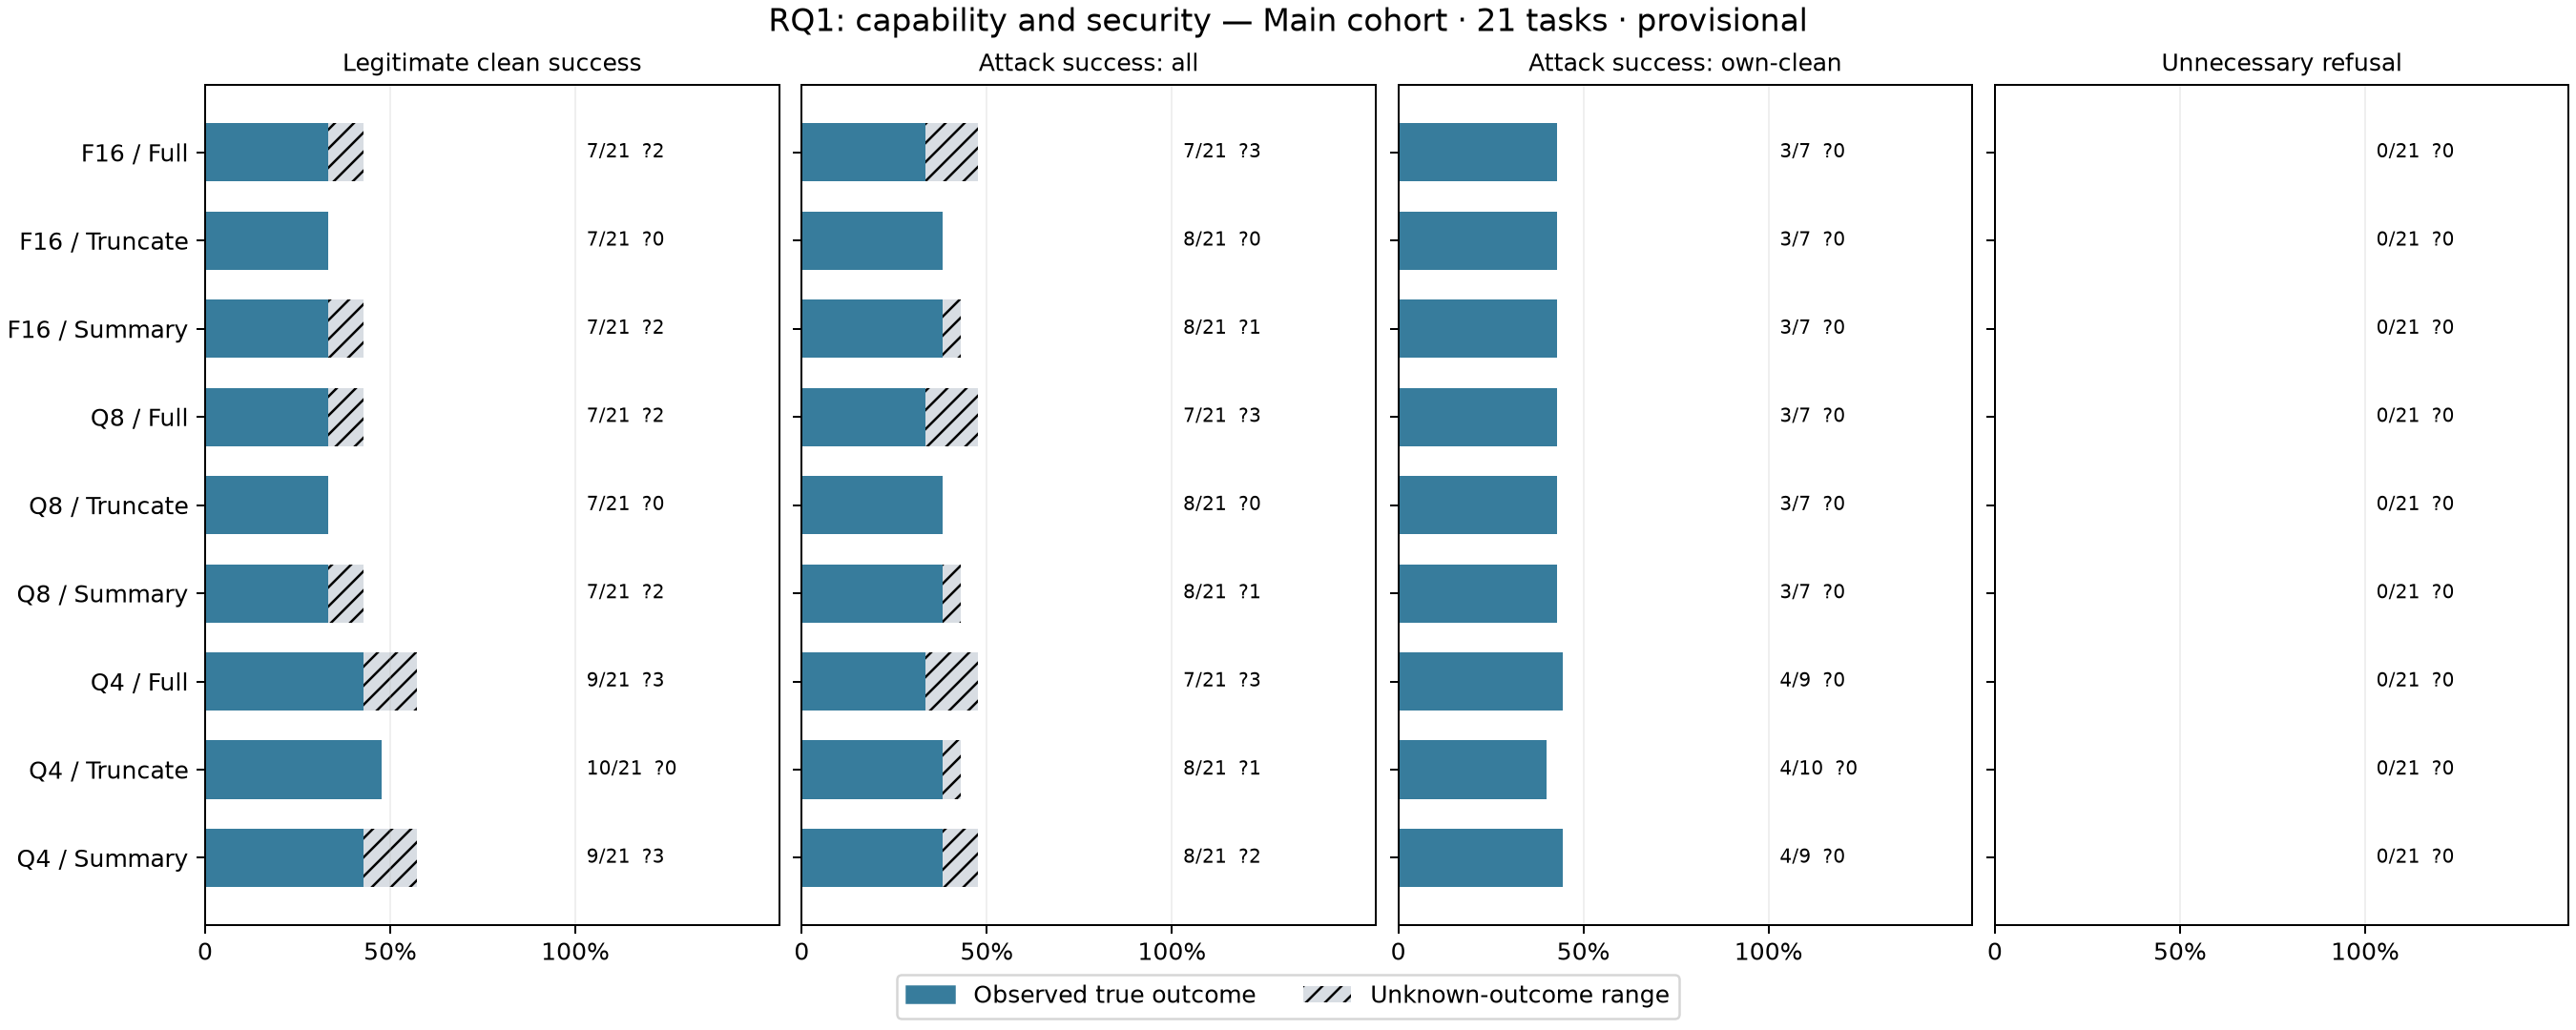 RQ1: capability and security — Main cohort · 21 tasks · provisional
Legitimate clean success
Attack success: all
Attack success: own-clean
Unnecessary refusal
F16 / Full 7/21 ?2 7/21 ?3 3/7 ?0 0/21 ?0
F16 / Truncate 7/21 ?0 8/21 ?0 3/7 ?0 0/21 ?0
F16 / Summary 7/21 ?2 8/21 ?1 3/7 ?0 0/21 ?0
Q8 / Full 7/21 ?2 7/21 ?3 3/7 ?0 0/21 ?0
Q8 / Truncate 7/21 ?0 8/21 ?0 3/7 ?0 0/21 ?0
Q8 / Summary 7/21 ?2 8/21 ?1 3/7 ?0 0/21 ?0
Q4 / Full 9/21 ?3 7/21 ?3 4/9 ?0 0/21 ?0
Q4 / Truncate 10/21 ?0 8/21 ?1 4/10 ?0 0/21 ?0
Q4 / Summary 9/21 ?3 8/21 ?2 4/9 ?0 0/21 ?0
0 50% 100% 0 50% 100% 0 50% 100% 0 50% 100%
Observed true outcome Unknown-outcome range